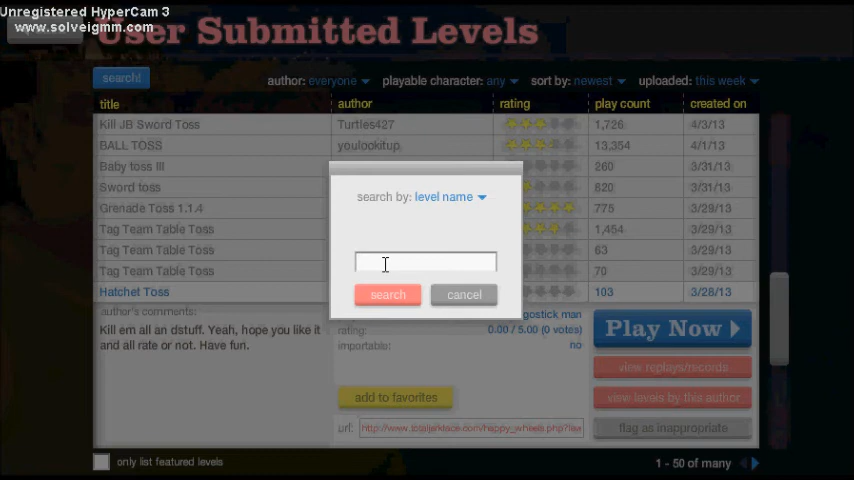 Unregistered HyperCam 3
www.solveigmm.com
User Submitted Levels
search!
author: everyone playable character: any sort by: newest uploaded: this week
title author rating play count created on
Kill JB Sword Toss Turtles427 1,726 4/3/13
BALL TOSS youlookitup 13,354 4/1/13
Baby toss III 260 3/31/13
Sword toss 820 3/31/13
Grenade Toss 1.1.4 775 3/29/13
Tag Team Table Toss 1,454 3/29/13
Tag Team Table Toss 63 3/29/13
Tag Team Table Toss 70 3/29/13
Hatchet Toss 103 3/28/13
search by: level name
search cancel
author's comments:
Kill em all an dstuff. Yeah, hope you like it
and all rate or not. Have fun.
gostick man
rating: 0.00 / 5.00 (0 votes)
importable: no
add to favorites
url:
Play Now
view replays/records
view levels by this author
flag as inappropriate
only list featured levels
1 - 50 of many